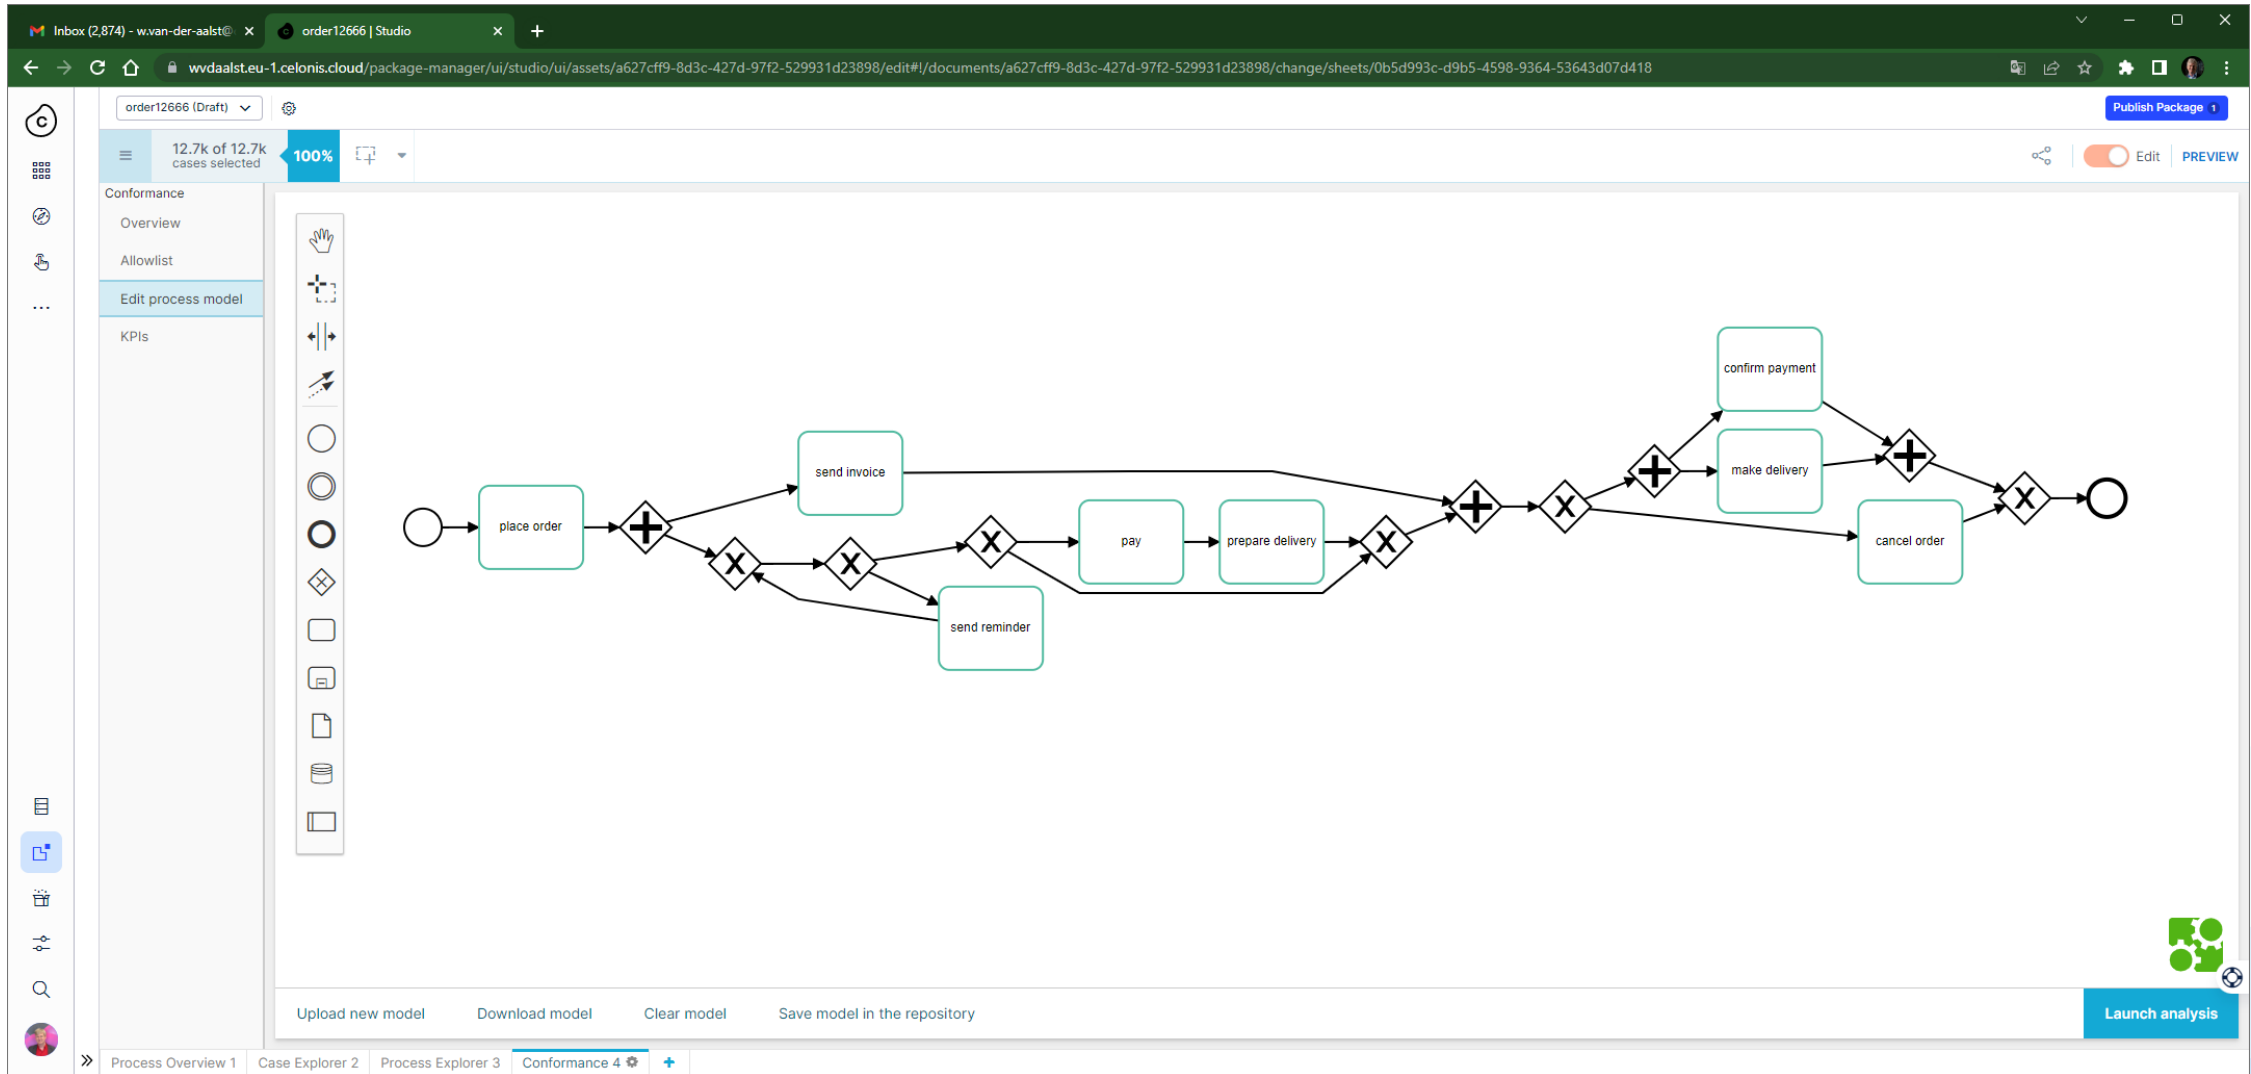 Inbox (2,874) - w.van-der-aalst@
order12666 | Studio
wvdaalst.eu-1.celonis.cloud/package-manager/ui/studio/ui/assets/a627cff9-8d3c-427d-97f2-529931d23898/edit#!/documents/a627cff9-8d3c-427d-97f2-529931d23898/change/sheets/0b5d993c-d9b5-4598-9364-53643d07d418
order12666 (Draft)
Publish Package 1
12.7k of 12.7k
cases selected
100%
Edit
PREVIEW
Conformance
Overview
Allowlist
Edit process model
KPIs
confirm payment
send invoice
make delivery
place order
pay
prepare delivery
cancel order
send reminder
Upload new model
Download model
Clear model
Save model in the repository
Launch analysis
Process Overview 1
Case Explorer 2
Process Explorer 3
Conformance 4